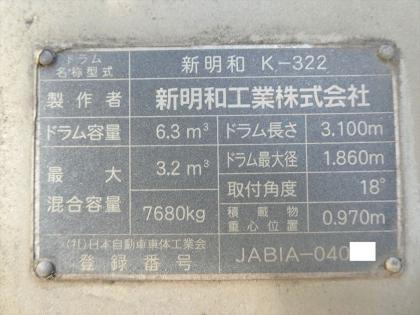 ドラム
名称型式 新明和 K-322
製作者 新明和工業株式会社
ドラム容量 6.3 m³ ドラム長さ 3.100m
最大 3.2 m³ ドラム最大径 1.860m
混合容量 7680kg 取付角度 18°
積載物
重心位置 0.970m
(社)日本自動車車体工業会
登録番号 JABIA-040